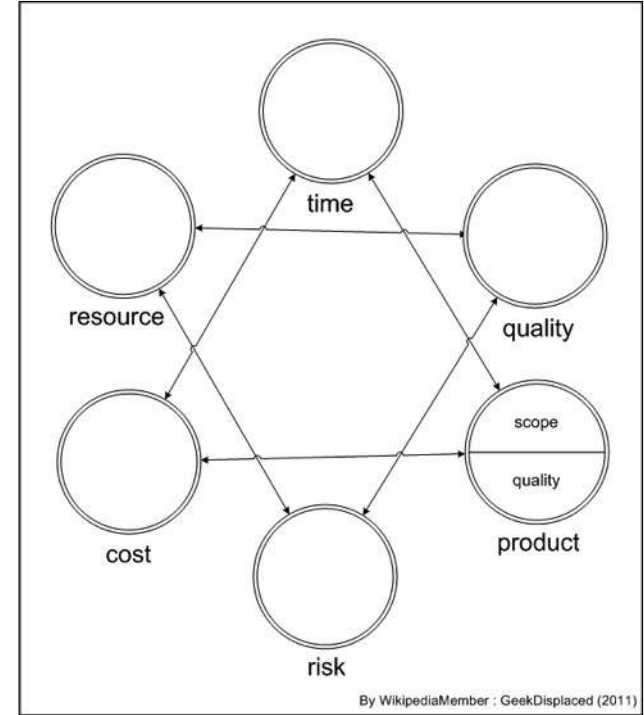 time
resource
quality
scope
quality
product
cost
risk
By WikipediaMember : GeekDisplaced (2011)